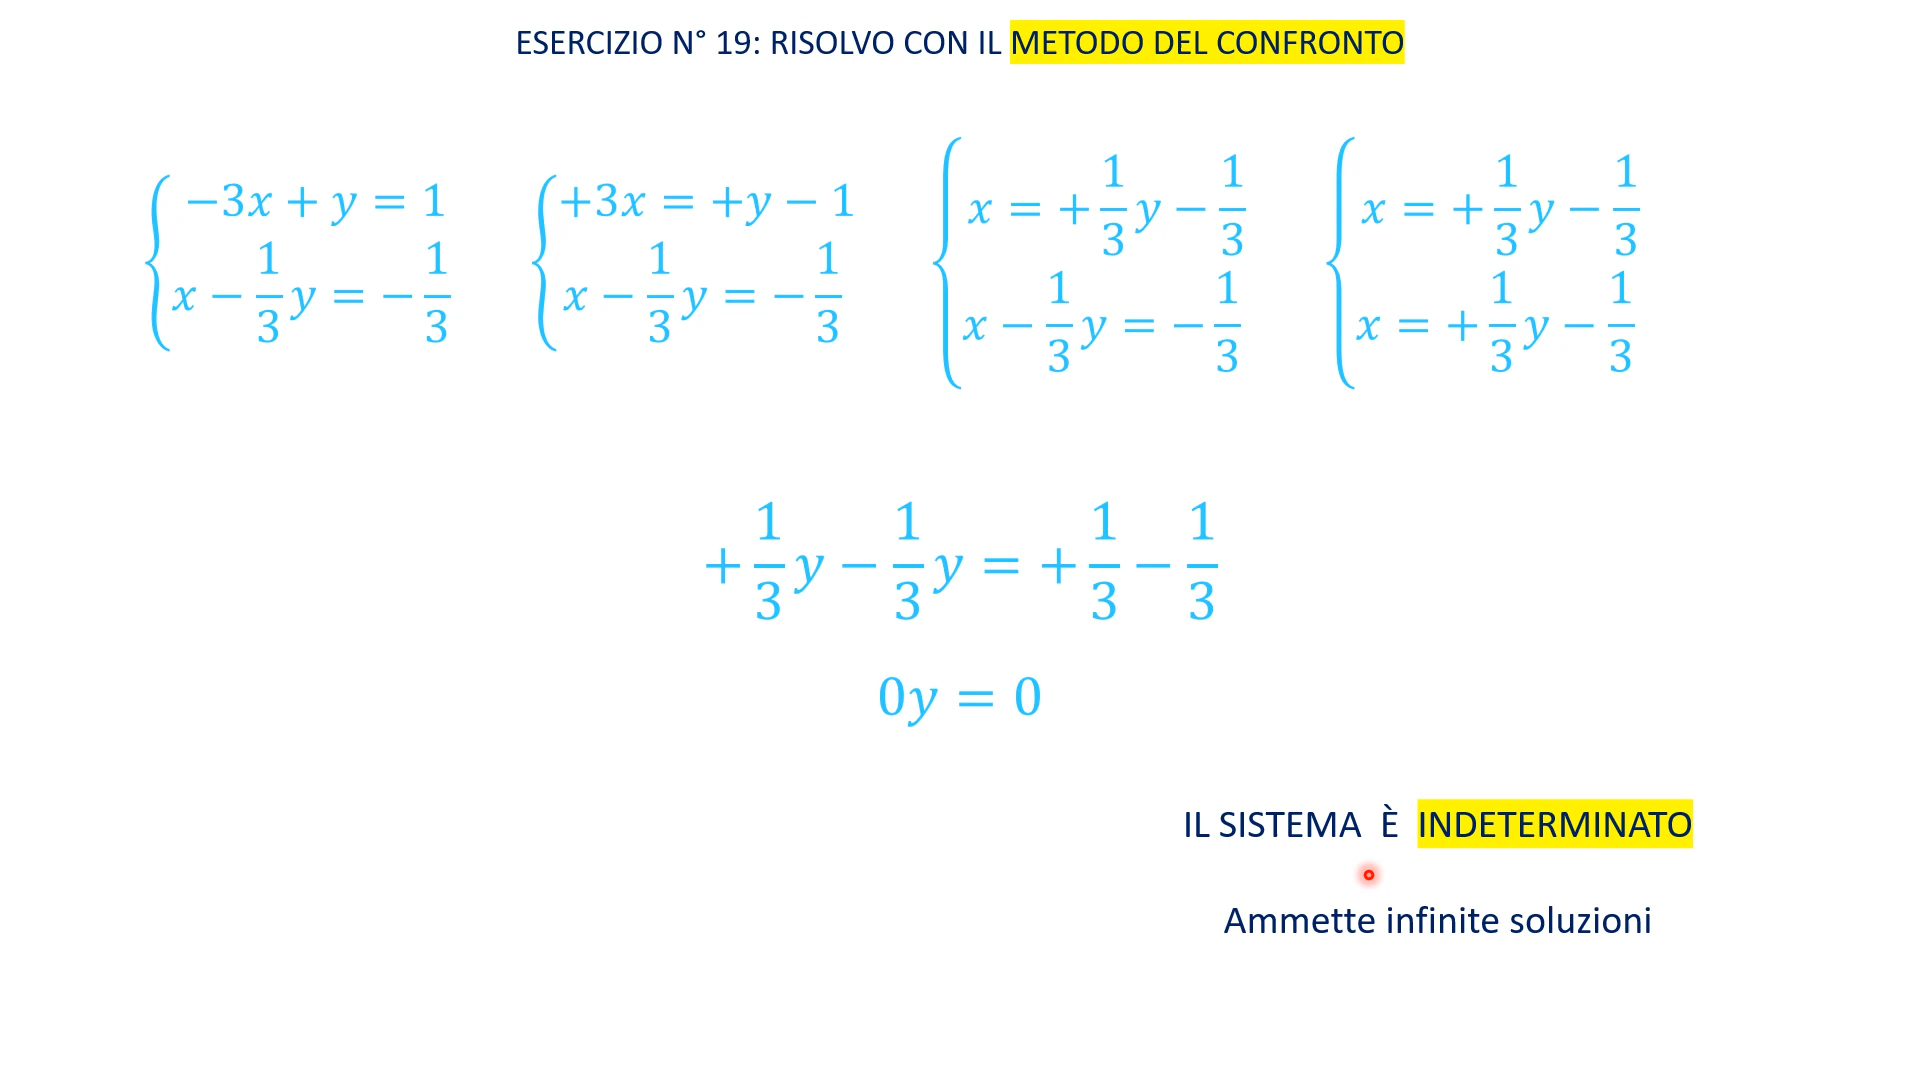 ESERCIZIO N° 19: RISOLVO CON IL METODO DEL CONFRONTO
{ −3x + y = 1
x − 1/3 y = − 1/3
{ +3x = +y − 1
x − 1/3 y = − 1/3
{ x = + 1/3 y − 1/3
x − 1/3 y = − 1/3
{ x = + 1/3 y − 1/3
x = + 1/3 y − 1/3
+ 1/3 y − 1/3 y = + 1/3 − 1/3
0y = 0
IL SISTEMA È INDETERMINATO
Ammette infinite soluzioni